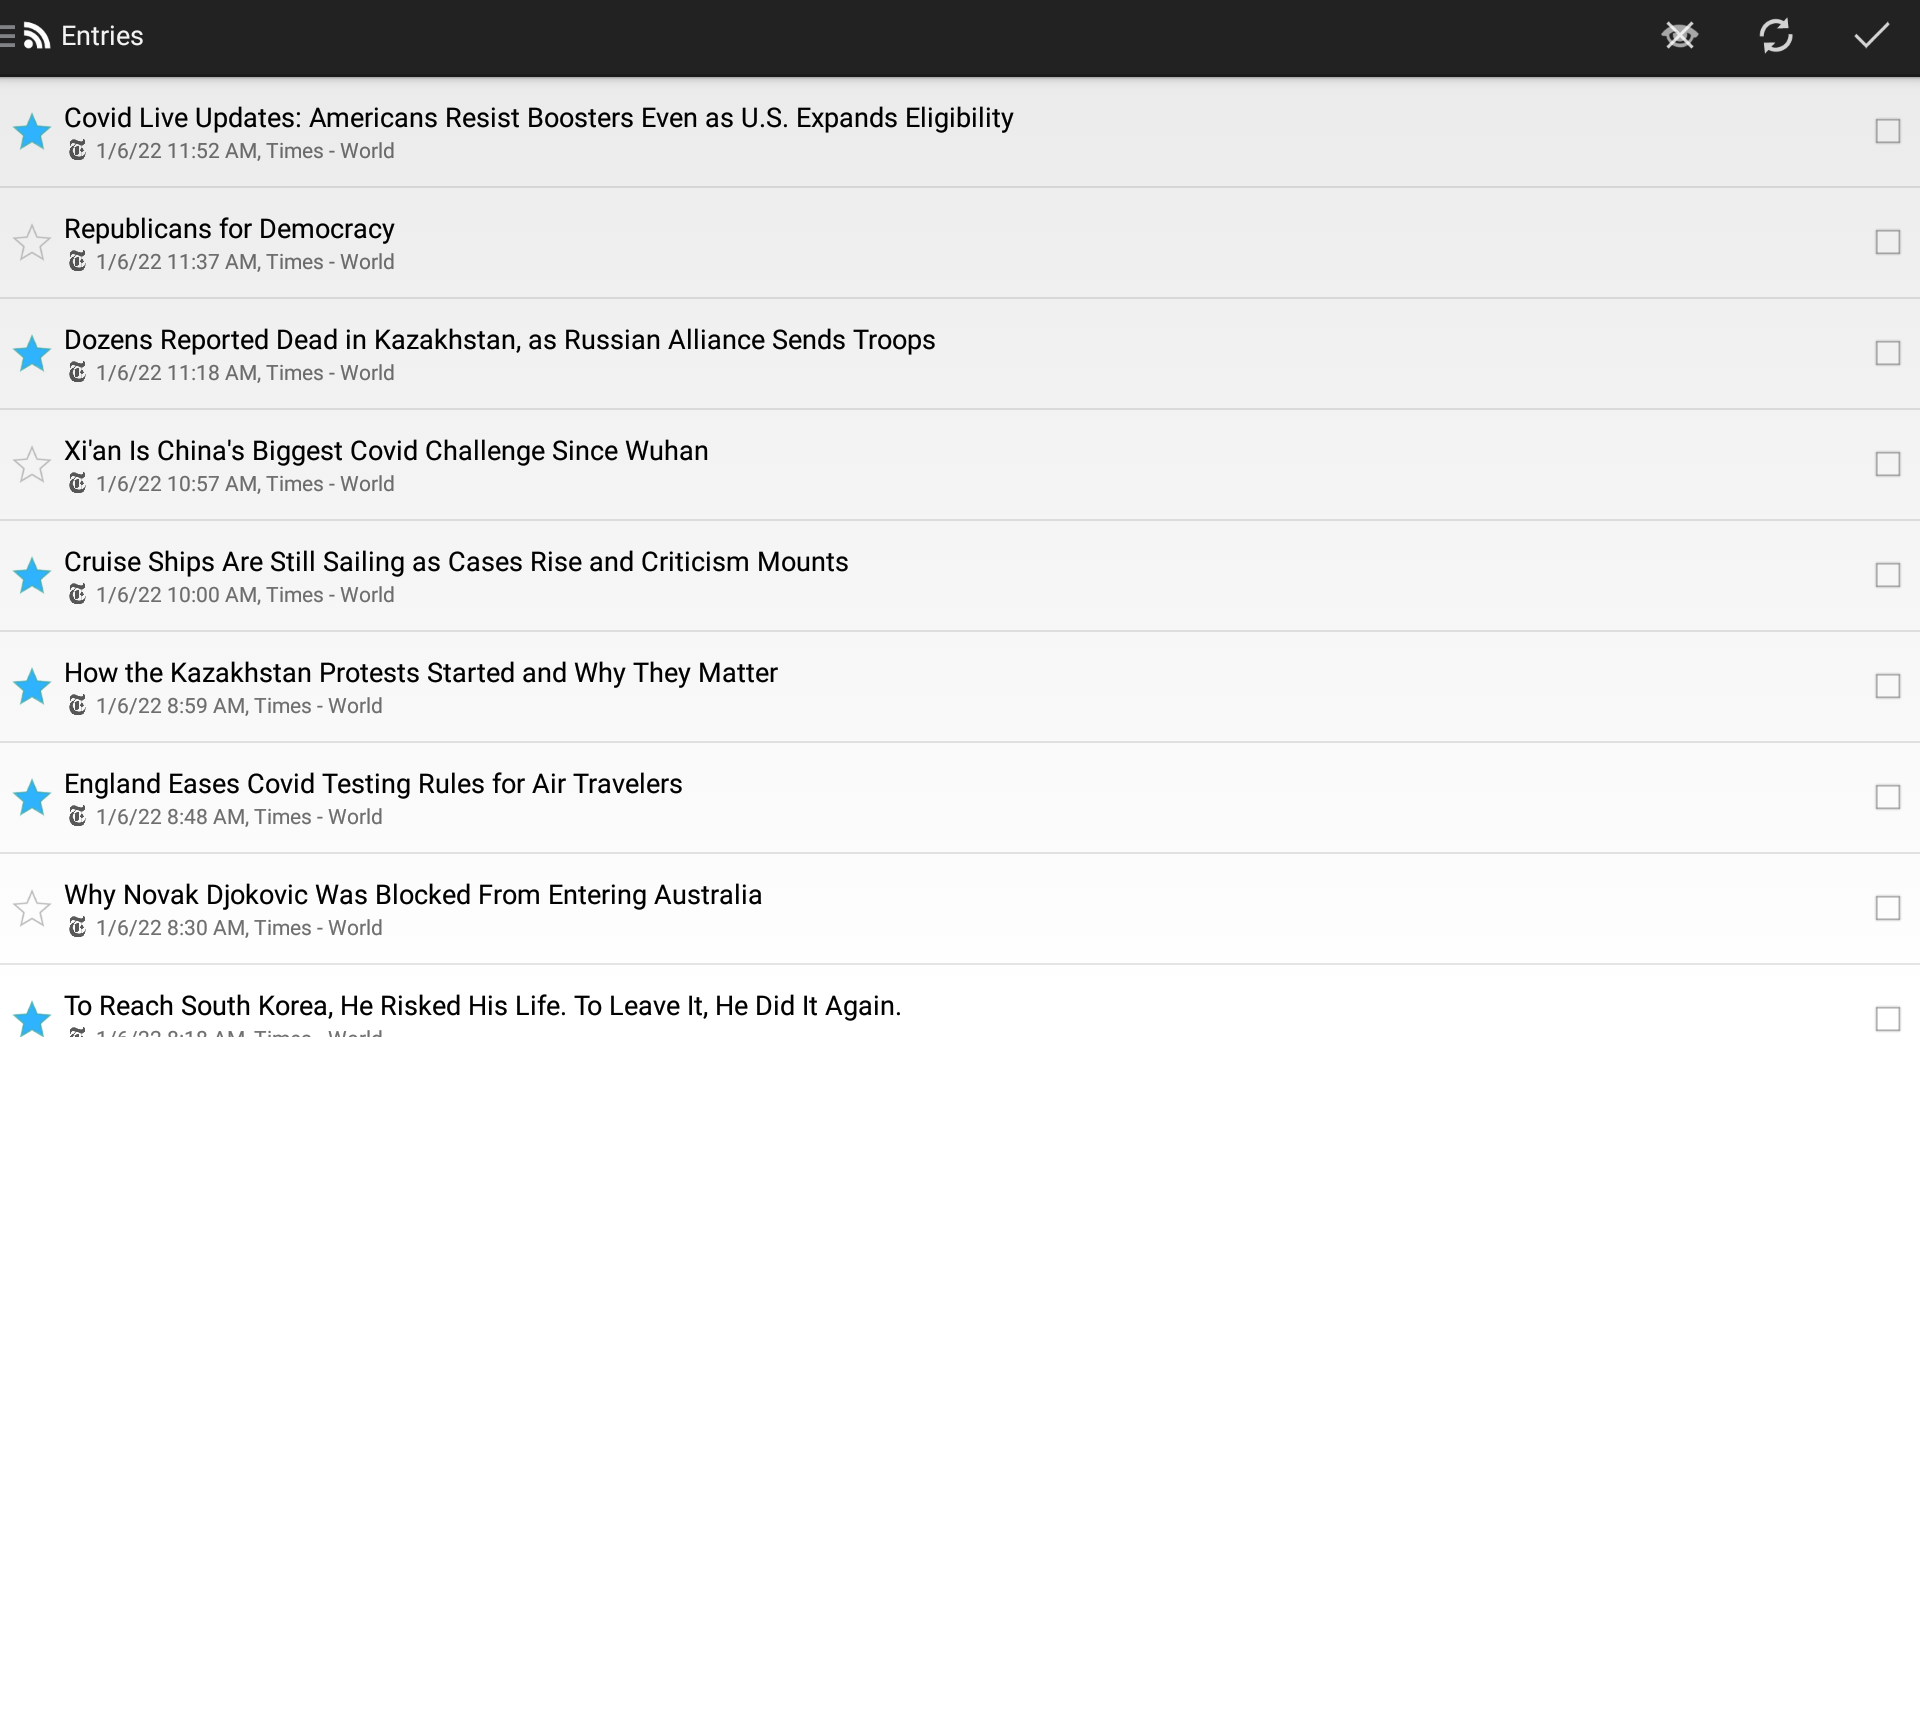 Entries
Covid Live Updates: Americans Resist Boosters Even as U.S. Expands Eligibility
1/6/22 11:52 AM, Times - World
Republicans for Democracy
1/6/22 11:37 AM, Times - World
Dozens Reported Dead in Kazakhstan, as Russian Alliance Sends Troops
1/6/22 11:18 AM, Times - World
Xi'an Is China's Biggest Covid Challenge Since Wuhan
1/6/22 10:57 AM, Times - World
Cruise Ships Are Still Sailing as Cases Rise and Criticism Mounts
1/6/22 10:00 AM, Times - World
How the Kazakhstan Protests Started and Why They Matter
1/6/22 8:59 AM, Times - World
England Eases Covid Testing Rules for Air Travelers
1/6/22 8:48 AM, Times - World
Why Novak Djokovic Was Blocked From Entering Australia
1/6/22 8:30 AM, Times - World
To Reach South Korea, He Risked His Life. To Leave It, He Did It Again.
AM, Times - World